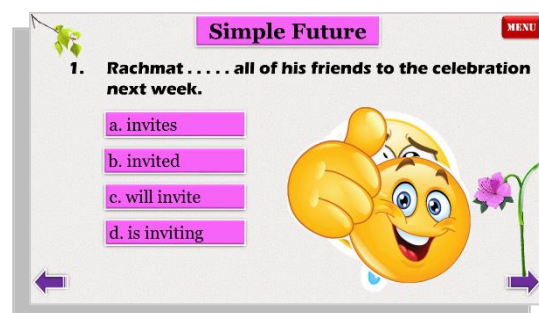 Simple Future
MENU
1. Rachmat . . . . . all of his friends to the celebration
next week.
a. invites
b. invited
c. will invite
d. is inviting